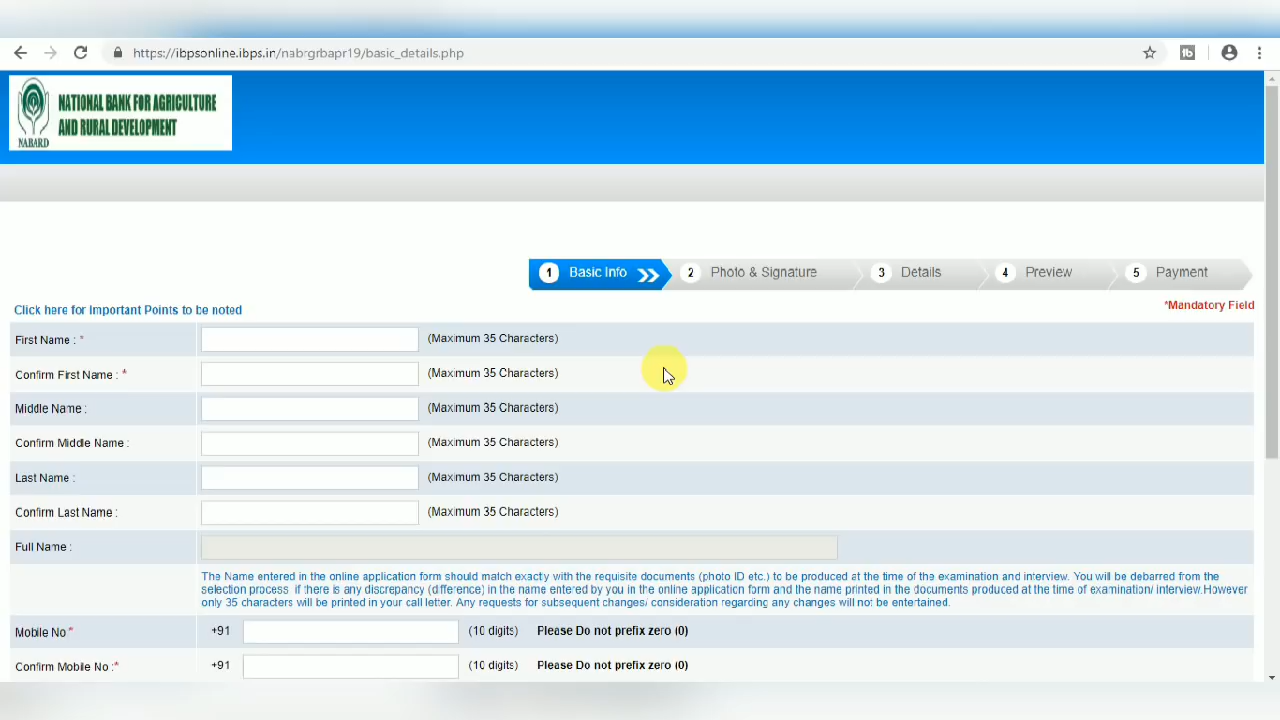 https://ibpsonline.ibps.in/nabrgrbapr19/basic_details.php
NATIONAL BANK FOR AGRICULTURE
AND RURAL DEVELOPMENT
NABARD
1 Basic Info 2 Photo & Signature 3 Details 4 Preview 5 Payment
Click here for Important Points to be noted *Mandatory Field
First Name : * (Maximum 35 Characters)
Confirm First Name : * (Maximum 35 Characters)
Middle Name : (Maximum 35 Characters)
Confirm Middle Name : (Maximum 35 Characters)
Last Name : (Maximum 35 Characters)
Confirm Last Name : (Maximum 35 Characters)
Full Name :
The Name entered in the online application form should match exactly with the requisite documents (photo ID etc.) to be produced at the time of the examination and interview. You will be debarred from the
selection process, if there is any discrepancy (difference) in the name entered by you in the online application form and the name printed in the documents produced at the time of examination/ interview.However
only 35 characters will be printed in your call letter. Any requests for subsequent changes/ consideration regarding any changes will not be entertained.
Mobile No * +91 (10 digits) Please Do not prefix zero (0)
Confirm Mobile No :* +91 (10 digits) Please Do not prefix zero (0)